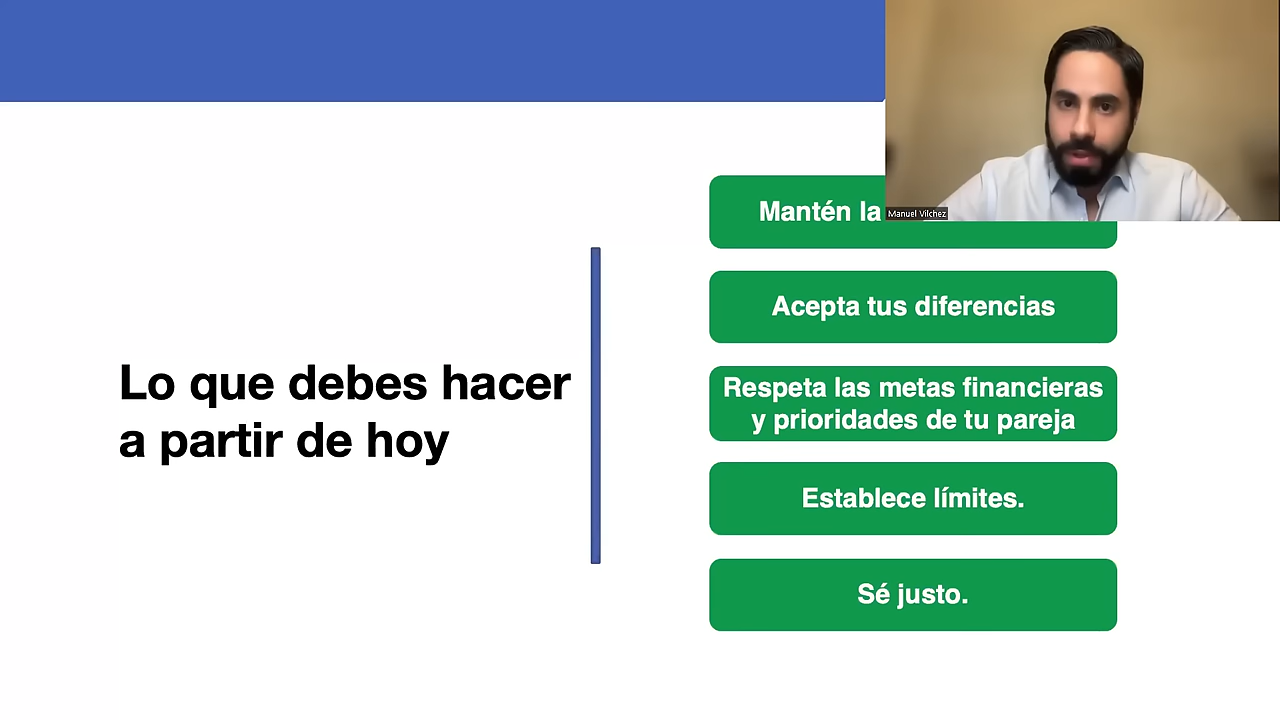 Lo que debes hacer
a partir de hoy
Mantén la
Acepta tus diferencias
Respeta las metas financieras
y prioridades de tu pareja
Establece límites.
Sé justo.
Manuel Vilchez